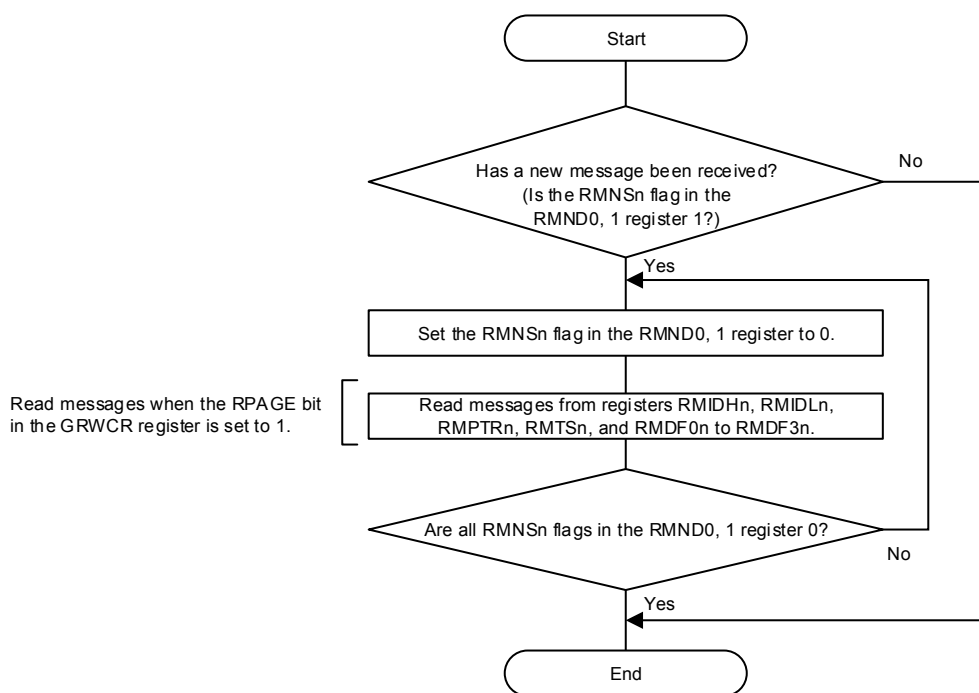 Start
Has a new message been received?
(Is the RMNSn flag in the
RMND0, 1 register 1?)
No
Yes
Set the RMNSn flag in the RMND0, 1 register to 0.
Read messages when the RPAGE bit
in the GRWCR register is set to 1.
Read messages from registers RMIDHn, RMIDLn,
RMPTRn, RMTSn, and RMDF0n to RMDF3n.
Are all RMNSn flags in the RMND0, 1 register 0?
No
Yes
End